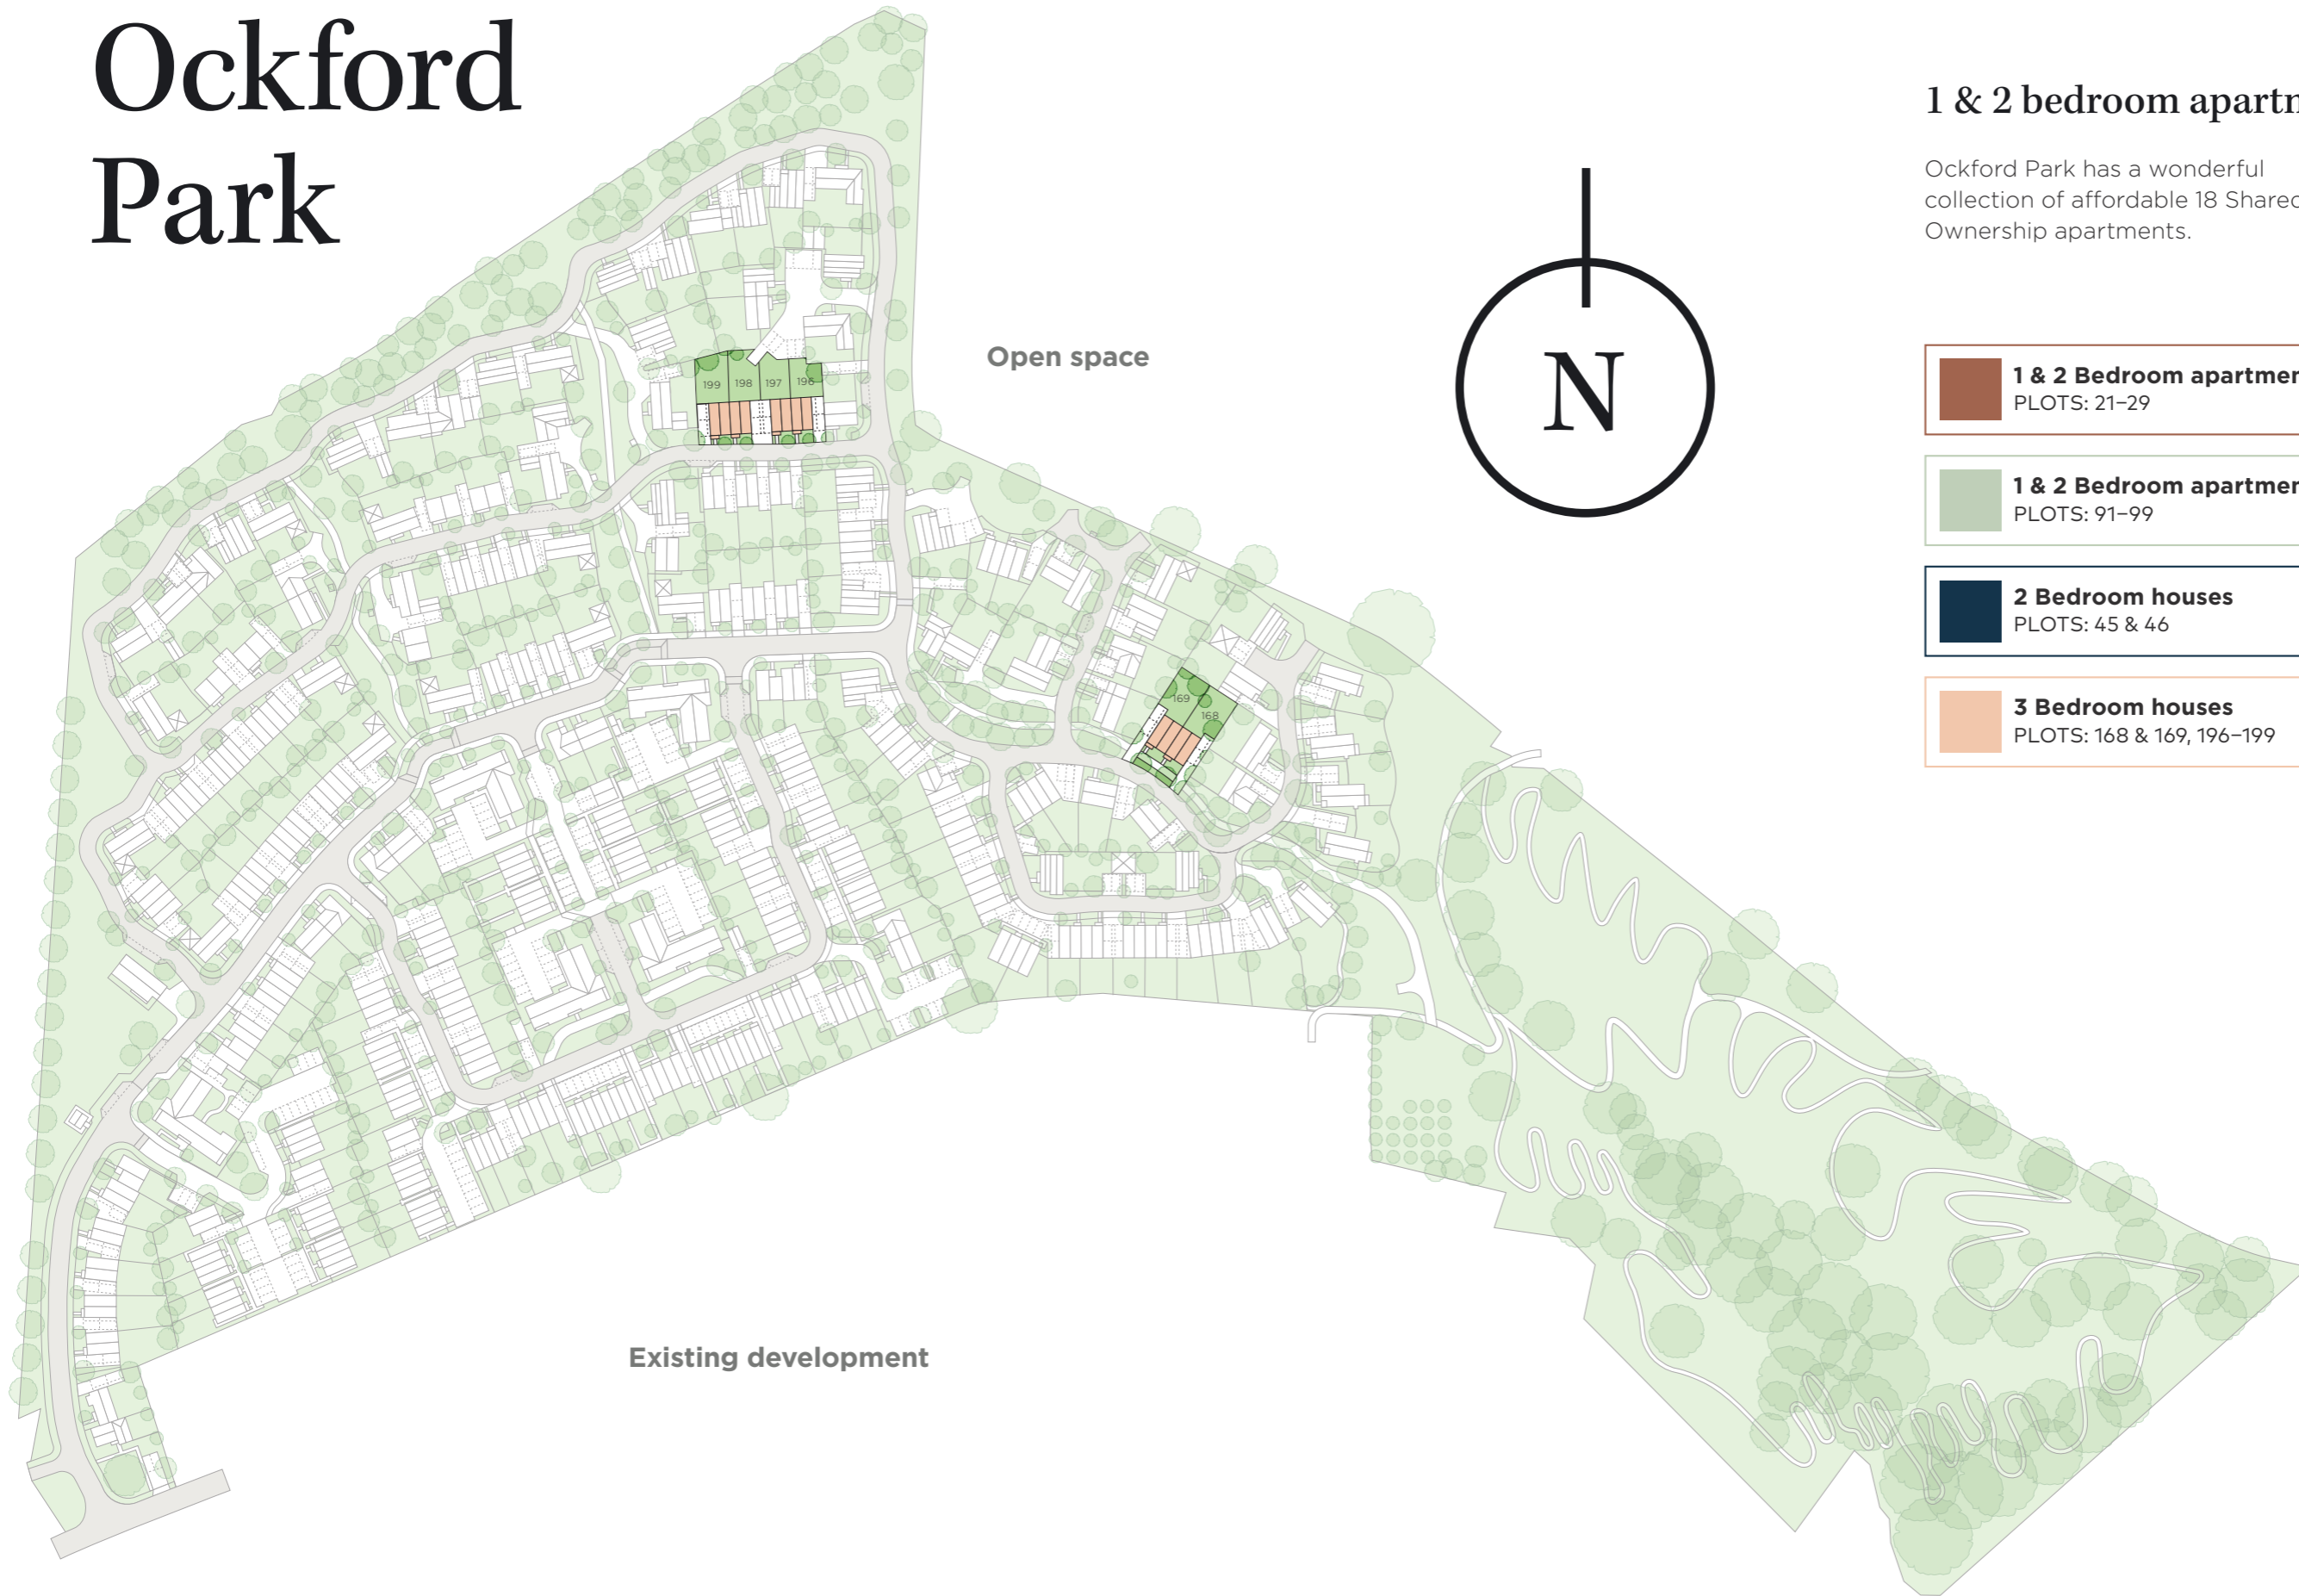 Ockford
Park
1 & 2 bedroom apartm
Ockford Park has a wonderful
collection of affordable 18 Shared
Ownership apartments.
Open space
N
1 & 2 Bedroom apartmen
PLOTS: 21–29
1 & 2 Bedroom apartmen
PLOTS: 91–99
2 Bedroom houses
PLOTS: 45 & 46
3 Bedroom houses
PLOTS: 168 & 169, 196–199
199 198 197 196
169
168
Existing development